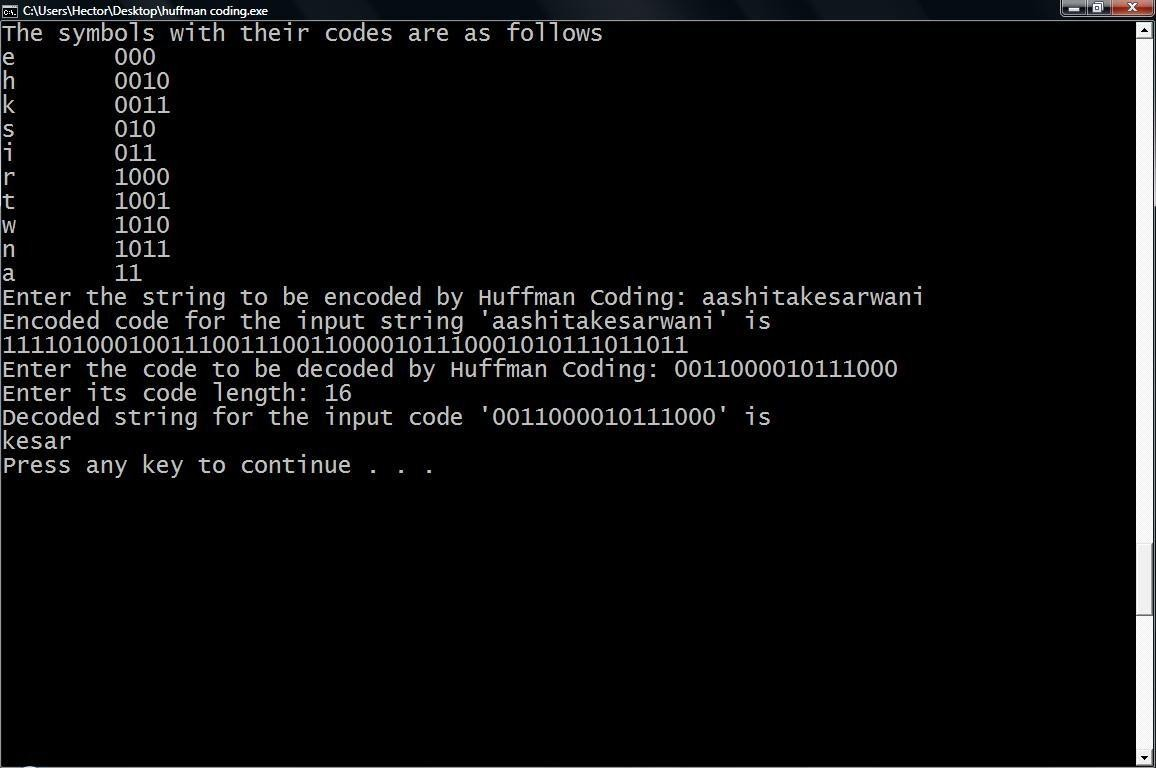 C:\Users\Hector\Desktop\huffman coding.exe
The symbols with their codes are as follows
e 000
h 0010
k 0011
s 010
i 011
r 1000
t 1001
w 1010
n 1011
a 11
Enter the string to be encoded by Huffman Coding: aashitakesarwani
Encoded code for the input string 'aashitakesarwani' is
1111010001001110011100110000101110001010111011011
Enter the code to be decoded by Huffman Coding: 0011000010111000
Enter its code length: 16
Decoded string for the input code '0011000010111000' is
kesar
Press any key to continue . . .